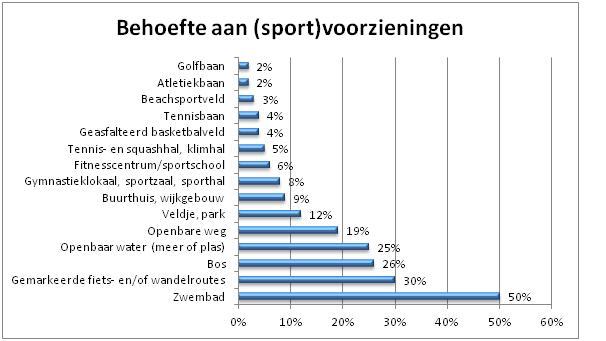 Behoefte aan (sport)voorzieningen
Golfbaan 2%
Atletiekbaan 2%
Beachsportveld 3%
Tennisbaan 4%
Geasfalteerd basketbalveld 4%
Tennis- en squashhal, klimhal 5%
Fitnesscentrum/sportschool 6%
Gymnastieklokaal, sportzaal, sporthal 8%
Buurthuis, wijkgebouw 9%
Veldje, park 12%
Openbare weg 19%
Openbaar water (meer of plas) 25%
Bos 26%
Gemarkeerde fiets- en/of wandelroutes 30%
Zwembad 50%
0% 10% 20% 30% 40% 50% 60%